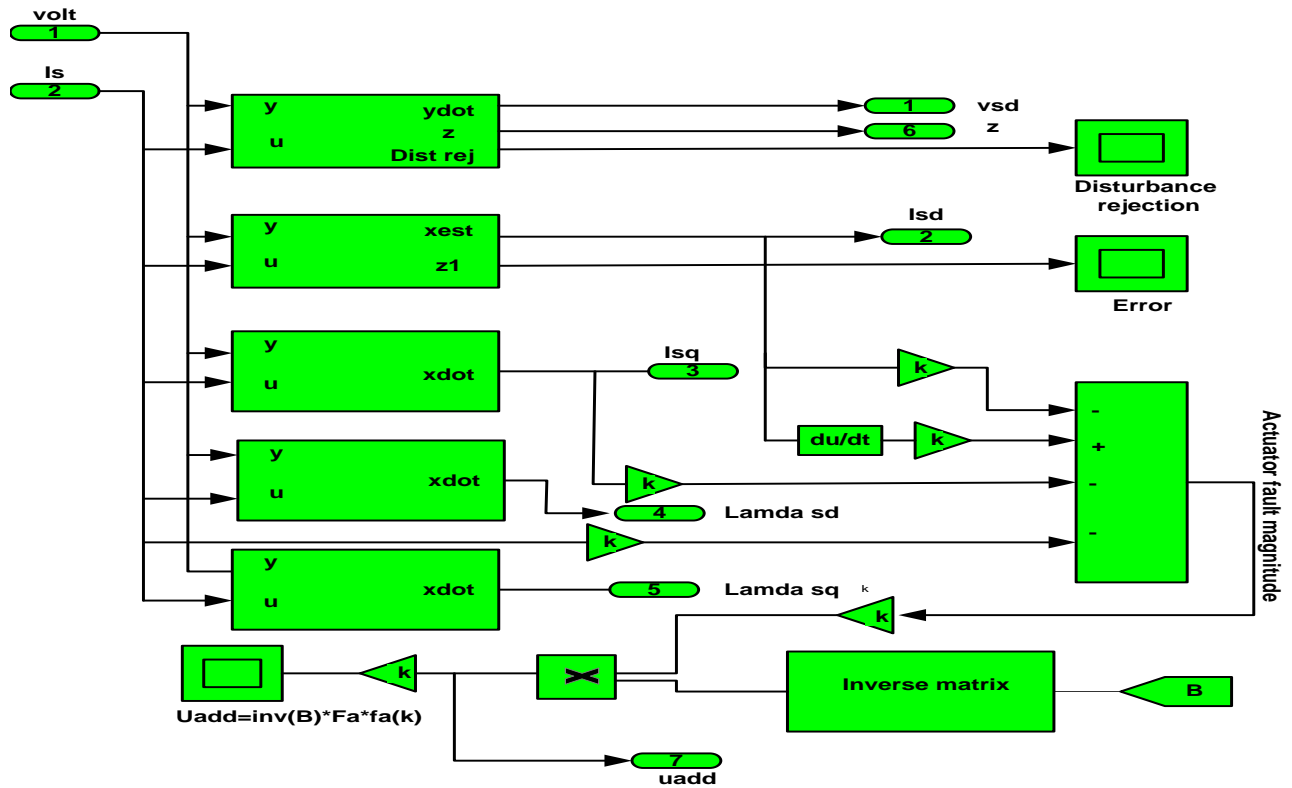 volt
1
Is
2
y
u
ydot
z
Dist rej
1
vsd
6
z
Disturbance
rejection
y
u
xest
z1
Isd
2
Error
y
u
xdot
Isq
3
k
-
du/dt
k
+
k
-
-
Actuator fault magnitude
y
u
xdot
4
Lamda sd
k
y
u
xdot
5
Lamda sq
k
k
k
Uadd=inv(B)*Fa*fa(k)
X
Inverse matrix
B
7
uadd